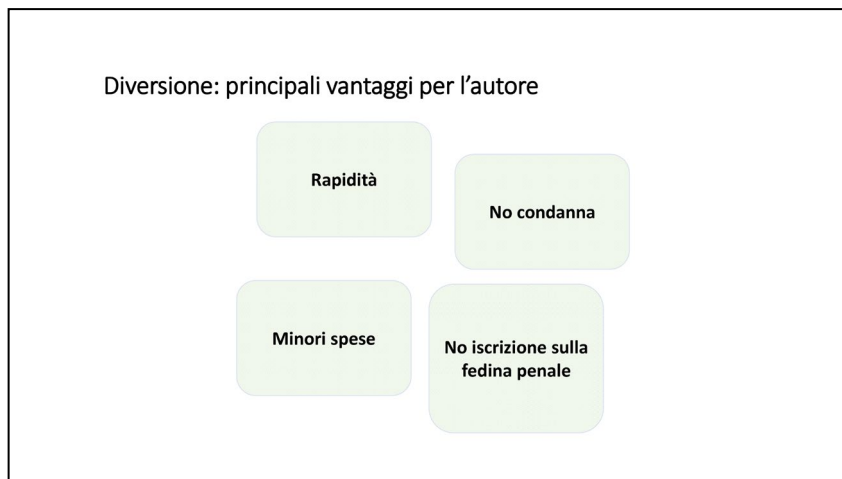 Diversione: principali vantaggi per l’autore
Rapidità
No condanna
Minori spese
No iscrizione sulla
fedina penale